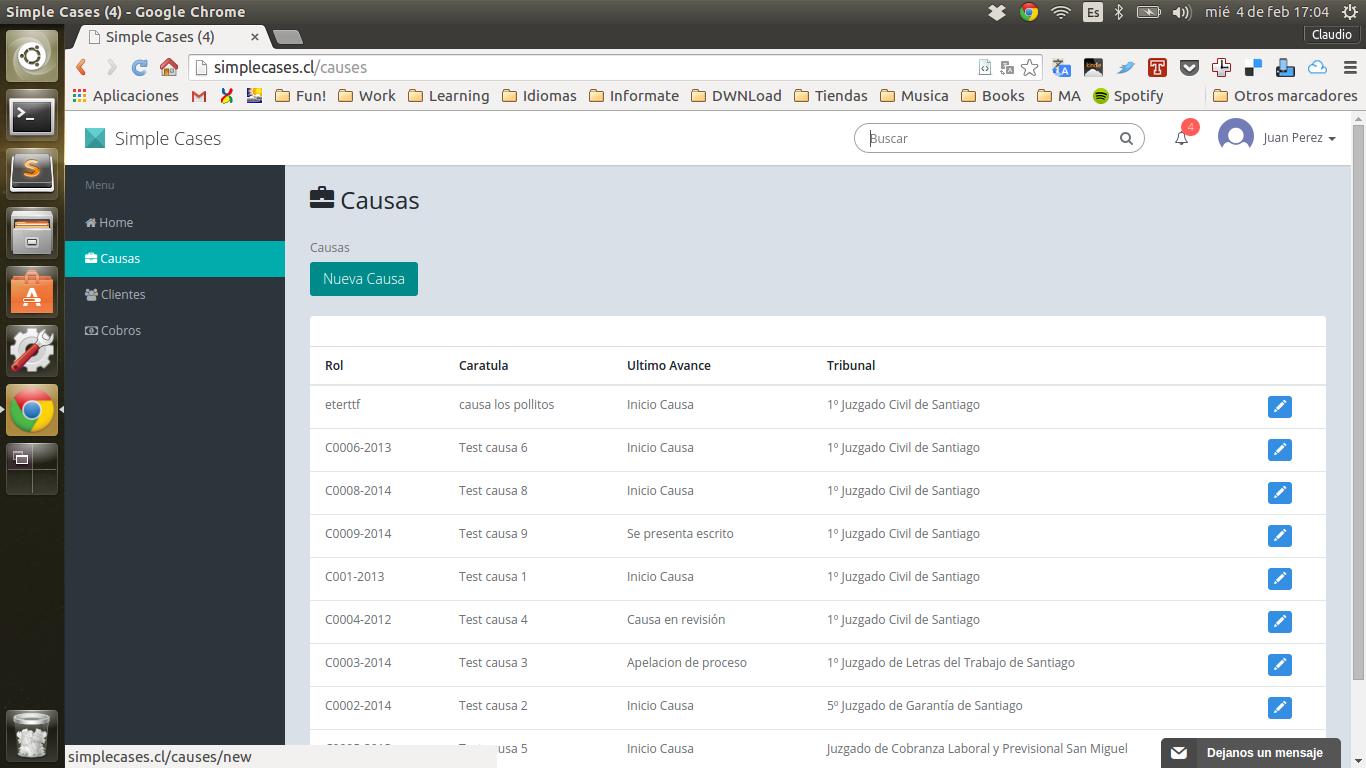 Simple Cases (4) - Google Chrome
Es
mié 4 de feb 17:04
Simple Cases (4)
Claudio
simplecases.cl/causes
Aplicaciones
Fun!
Work
Learning
Idiomas
Informate
DWNLoad
Tiendas
Musica
Books
MA
Spotify
Otros marcadores
Simple Cases
Buscar
4
Juan Perez
Menu
Home
Causas
Clientes
Cobros
Causas
Causas
Nueva Causa
Rol Caratula Ultimo Avance Tribunal
eterttf causa los pollitos Inicio Causa 1º Juzgado Civil de Santiago
C0006-2013 Test causa 6 Inicio Causa 1º Juzgado Civil de Santiago
C0008-2014 Test causa 8 Inicio Causa 1º Juzgado Civil de Santiago
C0009-2014 Test causa 9 Se presenta escrito 1º Juzgado Civil de Santiago
C001-2013 Test causa 1 Inicio Causa 1º Juzgado Civil de Santiago
C0004-2012 Test causa 4 Causa en revisión 1º Juzgado Civil de Santiago
C0003-2014 Test causa 3 Apelacion de proceso 1º Juzgado de Letras del Trabajo de Santiago
C0002-2014 Test causa 2 Inicio Causa 5º Juzgado de Garantía de Santiago
causa 5 Inicio Causa Juzgado de Cobranza Laboral y Previsional San Miguel
simplecases.cl/causes/new
Dejanos un mensaje